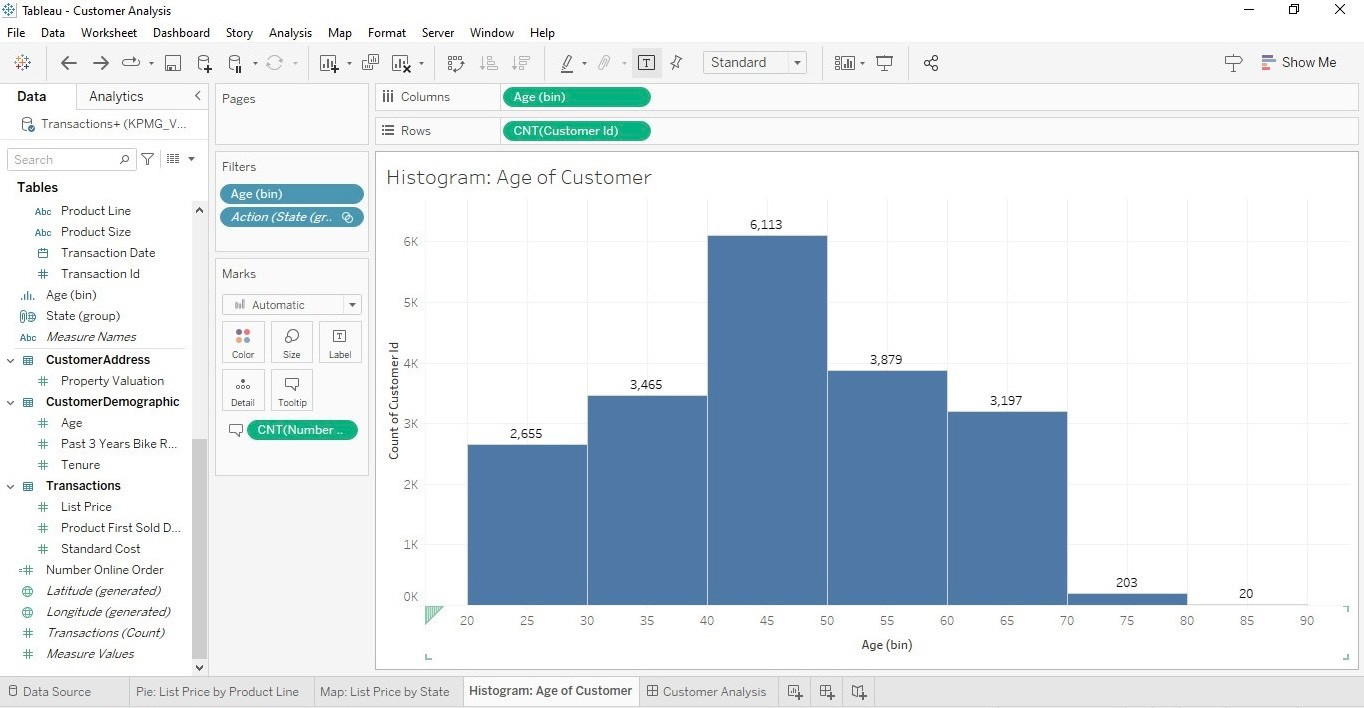 Tableau - Customer Analysis
File Data Worksheet Dashboard Story Analysis Map Format Server Window Help
Standard
Show Me
Data Analytics
Transactions+ (KPMG_V...
Search
Tables
Abc Product Line
Abc Product Size
Transaction Date
# Transaction Id
Age (bin)
State (group)
Abc Measure Names
CustomerAddress
# Property Valuation
CustomerDemographic
# Age
# Past 3 Years Bike R...
# Tenure
Transactions
# List Price
# Product First Sold D...
# Standard Cost
=# Number Online Order
Latitude (generated)
Longitude (generated)
# Transactions (Count)
# Measure Values
Pages
Filters
Age (bin)
Action (State (gr..
Marks
Automatic
Color Size Label
Detail Tooltip
CNT(Number ..
Columns Age (bin)
Rows CNT(Customer Id)
Histogram: Age of Customer
Count of Customer Id
6K
5K
4K
3K
2K
1K
0K
2,655
3,465
6,113
3,879
3,197
203
20
20 25 30 35 40 45 50 55 60 65 70 75 80 85 90
Age (bin)
Data Source Pie: List Price by Product Line Map: List Price by State Histogram: Age of Customer Customer Analysis